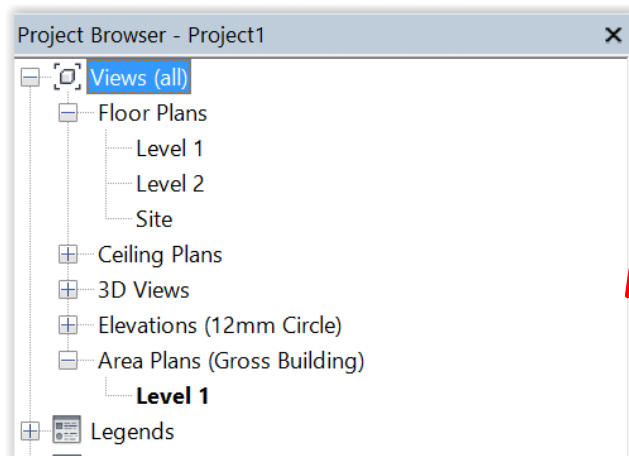 Project Browser - Project1
Views (all)
Floor Plans
Level 1
Level 2
Site
Ceiling Plans
3D Views
Elevations (12mm Circle)
Area Plans (Gross Building)
Level 1
Legends